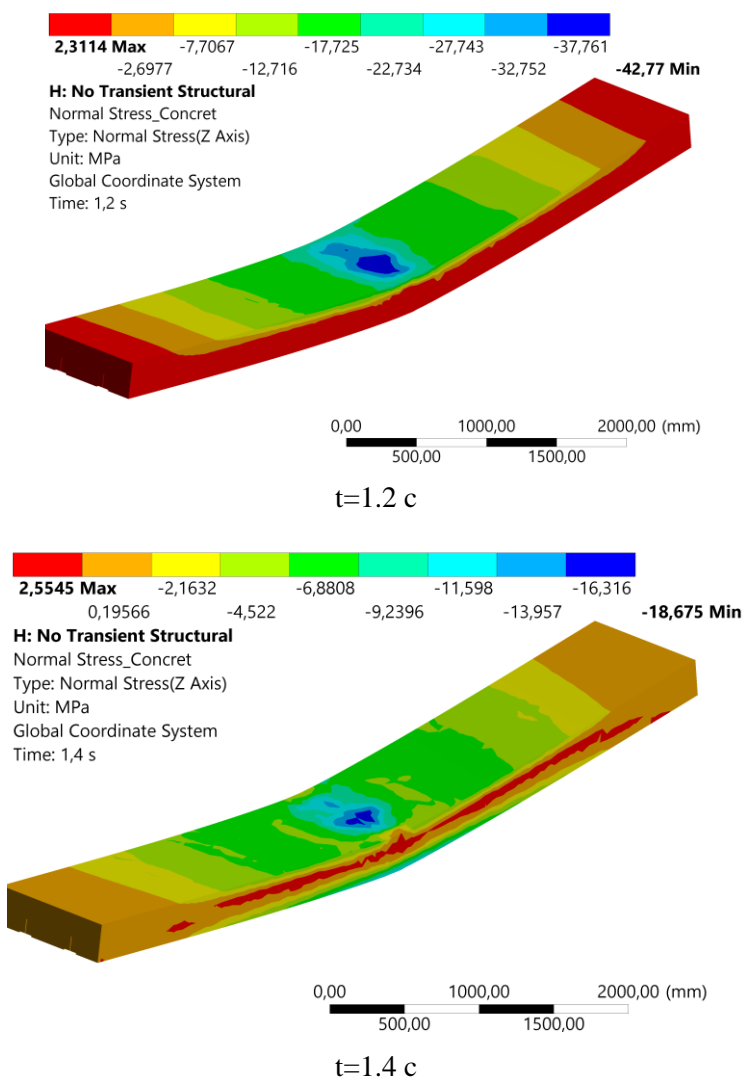 2,3114 Max -7,7067 -17,725 -27,743 -37,761
-2,6977 -12,716 -22,734 -32,752 -42,77 Min
H: No Transient Structural
Normal Stress_Concret
Type: Normal Stress(Z Axis)
Unit: MPa
Global Coordinate System
Time: 1,2 s
0,00 1000,00 2000,00 (mm)
500,00 1500,00
t=1.2 c
2,5545 Max -2,1632 -6,8808 -11,598 -16,316
0,19566 -4,522 -9,2396 -13,957 -18,675 Min
H: No Transient Structural
Normal Stress_Concret
Type: Normal Stress(Z Axis)
Unit: MPa
Global Coordinate System
Time: 1,4 s
0,00 1000,00 2000,00 (mm)
500,00 1500,00
t=1.4 c